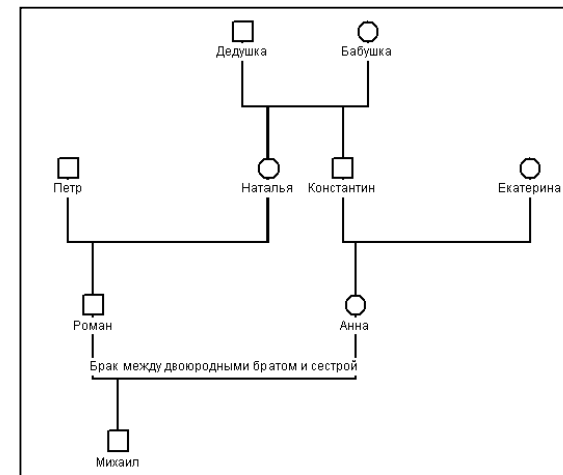 Дедушка Бабушка
Петр Наталья Константин Екатерина
Роман Анна
Брак между двоюродными братом и сестрой
Михаил